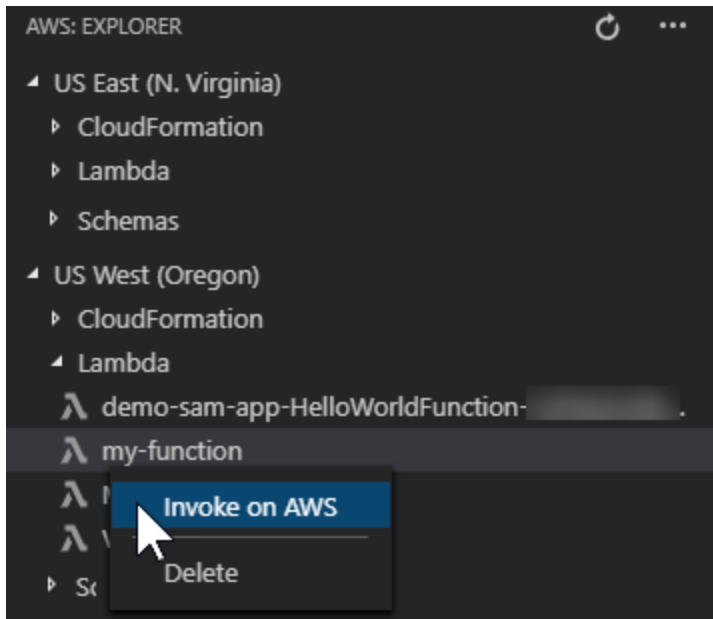 AWS: EXPLORER
US East (N. Virginia)
CloudFormation
Lambda
Schemas
US West (Oregon)
CloudFormation
Lambda
demo-sam-app-HelloWorldFunction-
my-function
Invoke on AWS
Delete